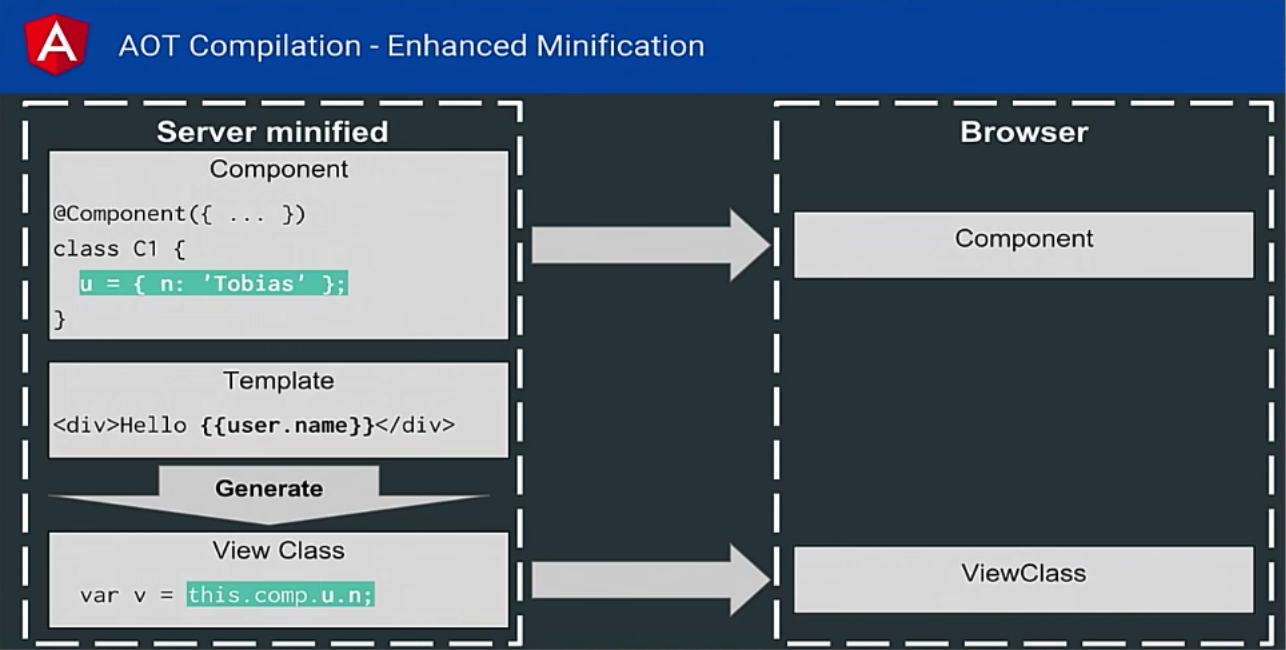 A
AOT Compilation - Enhanced Minification
Server minified
Component
@Component({ ... })
class C1 {
u = { n: 'Tobias' };
}
Template
<div>Hello {{user.name}}</div>
Generate
View Class
var v = this.comp.u.n;
Browser
Component
ViewClass